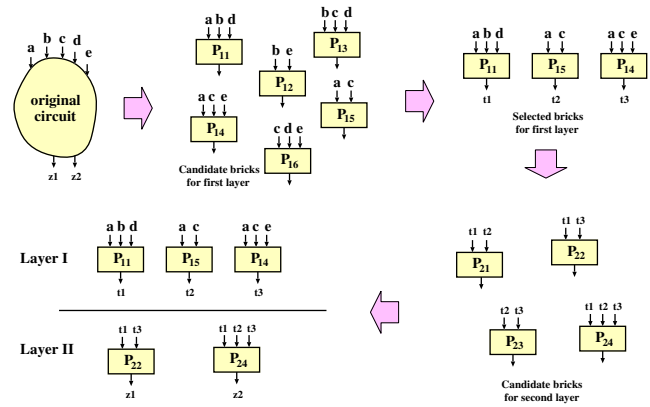 a b c d e
original
circuit
z1 z2
a b d
P11
b e
P12
b c d
P13
a c e
P14
a c
P15
c d e
P16
Candidate bricks
for first layer
a b d
P11
t1
a c
P15
t2
a c e
P14
t3
Selected bricks
for first layer
t1 t2
P21
t1 t3
P22
t2 t3
P23
t1 t2 t3
P24
Candidate bricks
for second layer
Layer I
a b d
P11
t1
a c
P15
t2
a c e
P14
t3
Layer II
t1 t3
P22
z1
t1 t2 t3
P24
z2